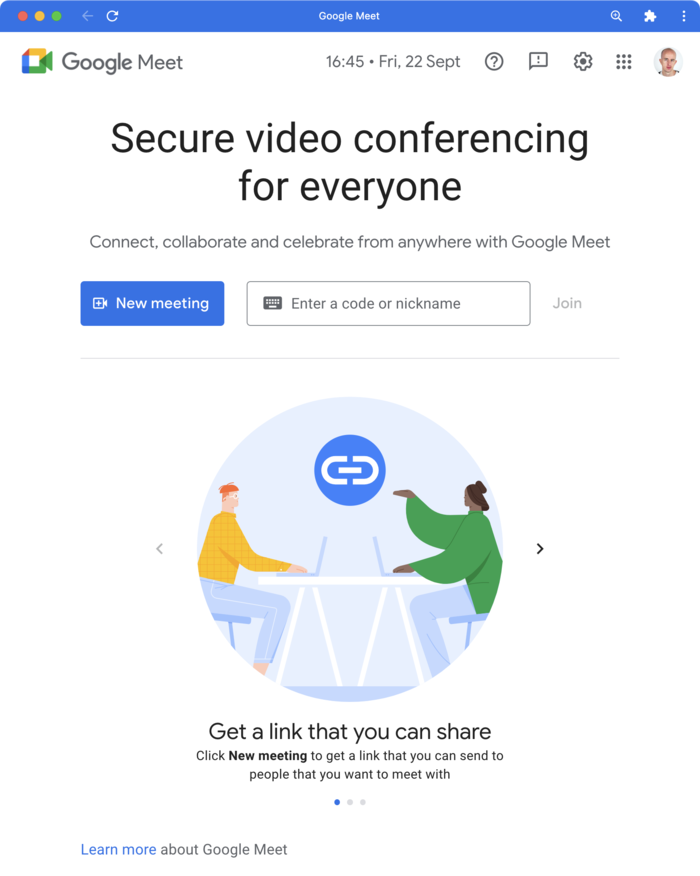 Google Meet
Google Meet
16:45 • Fri, 22 Sept
Secure video conferencing
for everyone
Connect, collaborate and celebrate from anywhere with Google Meet
New meeting
Enter a code or nickname
Join
Get a link that you can share
Click New meeting to get a link that you can send to
people that you want to meet with
Learn more about Google Meet